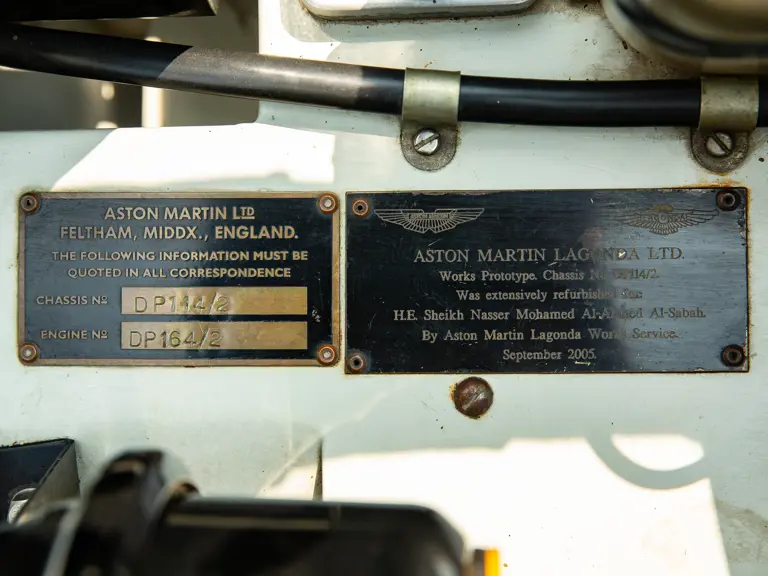 ASTON MARTIN LTD
FELTHAM, MIDDX., ENGLAND.
THE FOLLOWING INFORMATION MUST BE
QUOTED IN ALL CORRESPONDENCE
CHASSIS No DP114/2
ENGINE No DP164/2
ASTON MARTIN LAGONDA LTD.
Works Prototype. Chassis No. DP114/2.
Was extensively refurbished for
H.E. Sheikh Nasser Mohamed Al-Ahmed Al-Sabah.
By Aston Martin Lagonda Works Service.
September 2005.